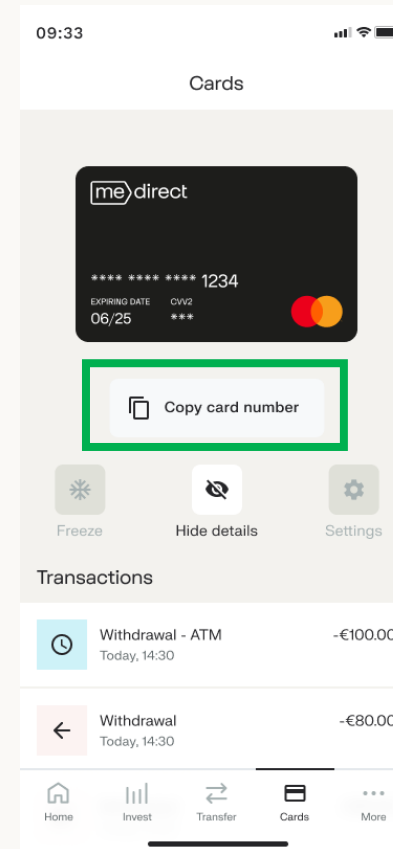 09:33
Cards
me direct
**** **** **** 1234
EXPIRING DATE CVV2
06/25 ***
Copy card number
Freeze Hide details Settings
Transactions
Withdrawal - ATM -€100.00
Today, 14:30
Withdrawal -€80.00
Today, 14:30
Home Invest Transfer Cards More